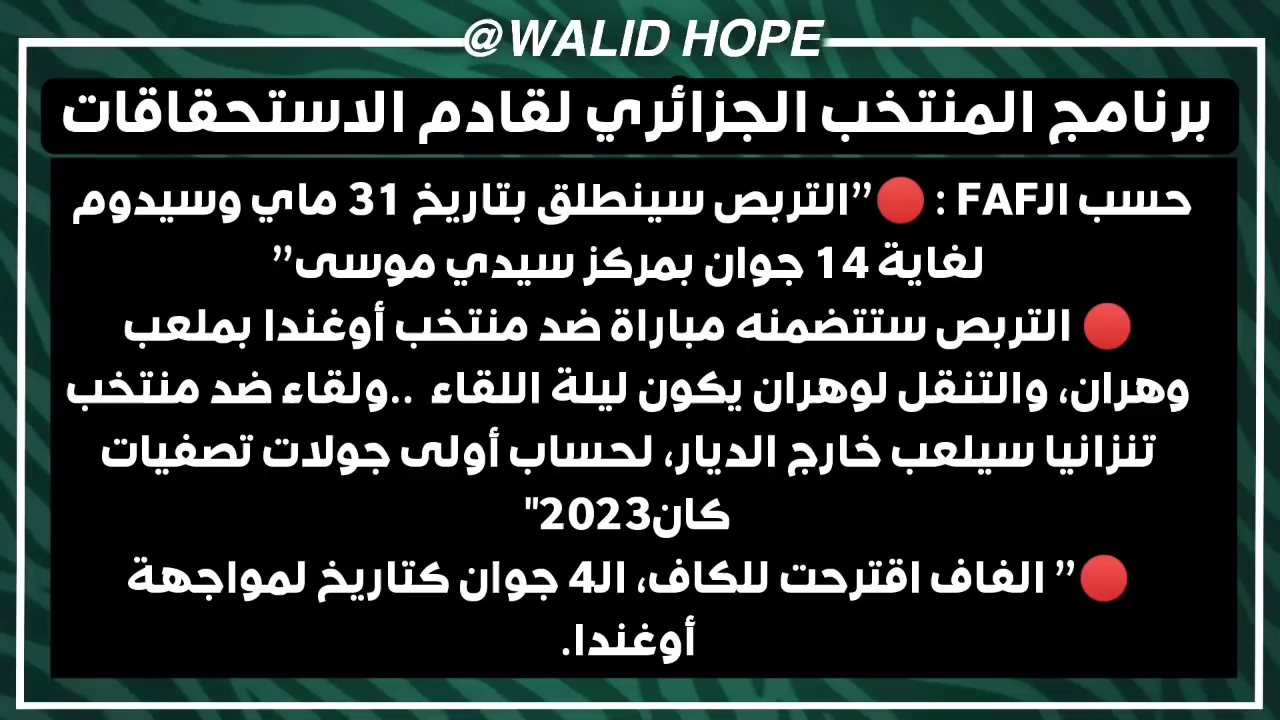 @WALID HOPE
برنامج المنتخب الجزائري لقادم الاستحقاقات
حسب الـFAF : 🔴”التربص سينطلق بتاريخ 31 ماي وسيدوم
لغاية 14 جوان بمركز سيدي موسى”
🔴 التربص ستتضمنه مباراة ضد منتخب أوغندا بملعب
وهران، والتنقل لوهران يكون ليلة اللقاء ..ولقاء ضد منتخب
تنزانيا سيلعب خارج الديار، لحساب أولى جولات تصفيات
كان2023"
🔴” الفاف اقترحت للكاف، الـ4 جوان كتاريخ لمواجهة
أوغندا.